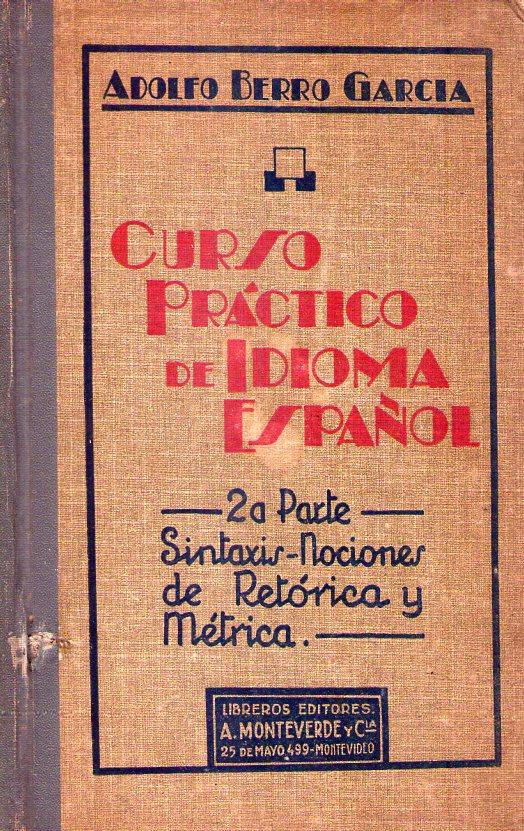 ADOLFO BERRO GARCIA
CURSO
PRÁCTICO
DE IDIOMA
ESPAÑOL
2a Parte
Sintaxis-Nociones
de Retórica y
Métrica.
LIBREROS EDITORES.
A. MONTEVERDE Y CIA
25 DE MAYO 499-MONTEVIDEO